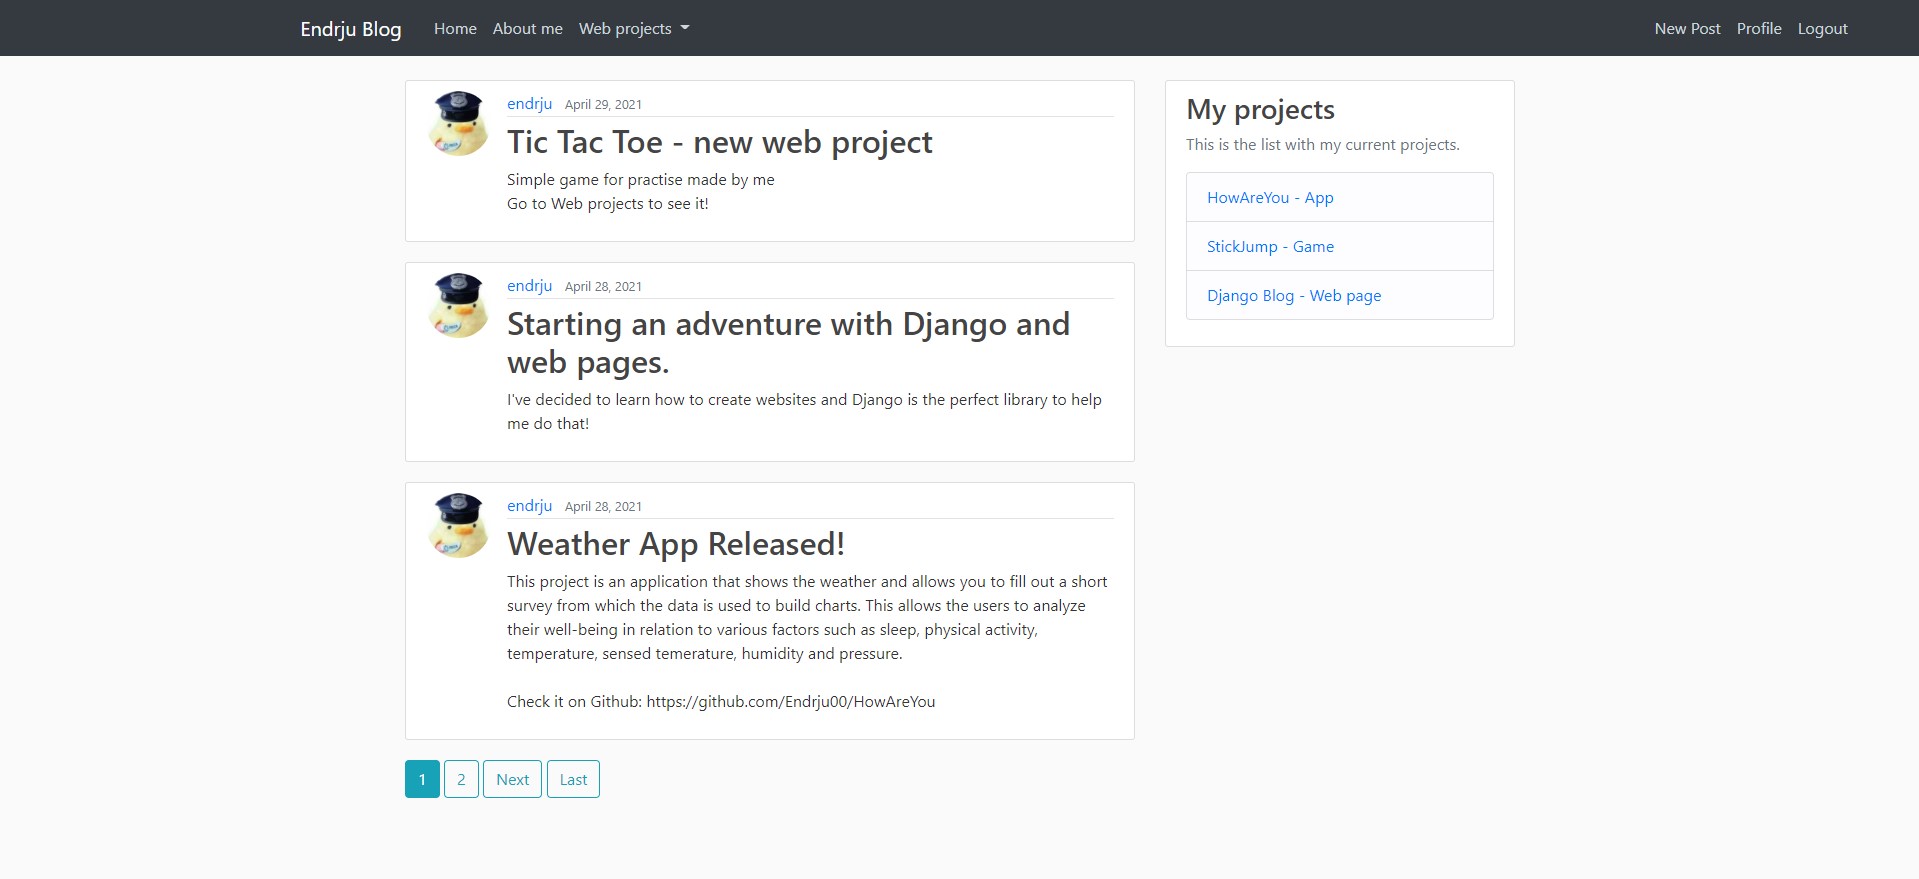 Endrju Blog Home About me Web projects New Post Profile Logout
endrju April 29, 2021
Tic Tac Toe - new web project
Simple game for practise made by me
Go to Web projects to see it!
endrju April 28, 2021
Starting an adventure with Django and
web pages.
I've decided to learn how to create websites and Django is the perfect library to help
me do that!
endrju April 28, 2021
Weather App Released!
This project is an application that shows the weather and allows you to fill out a short
survey from which the data is used to build charts. This allows the users to analyze
their well-being in relation to various factors such as sleep, physical activity,
temperature, sensed temerature, humidity and pressure.
Check it on Github: https://github.com/Endrju00/HowAreYou
1 2 Next Last
My projects
This is the list with my current projects.
HowAreYou - App
StickJump - Game
Django Blog - Web page